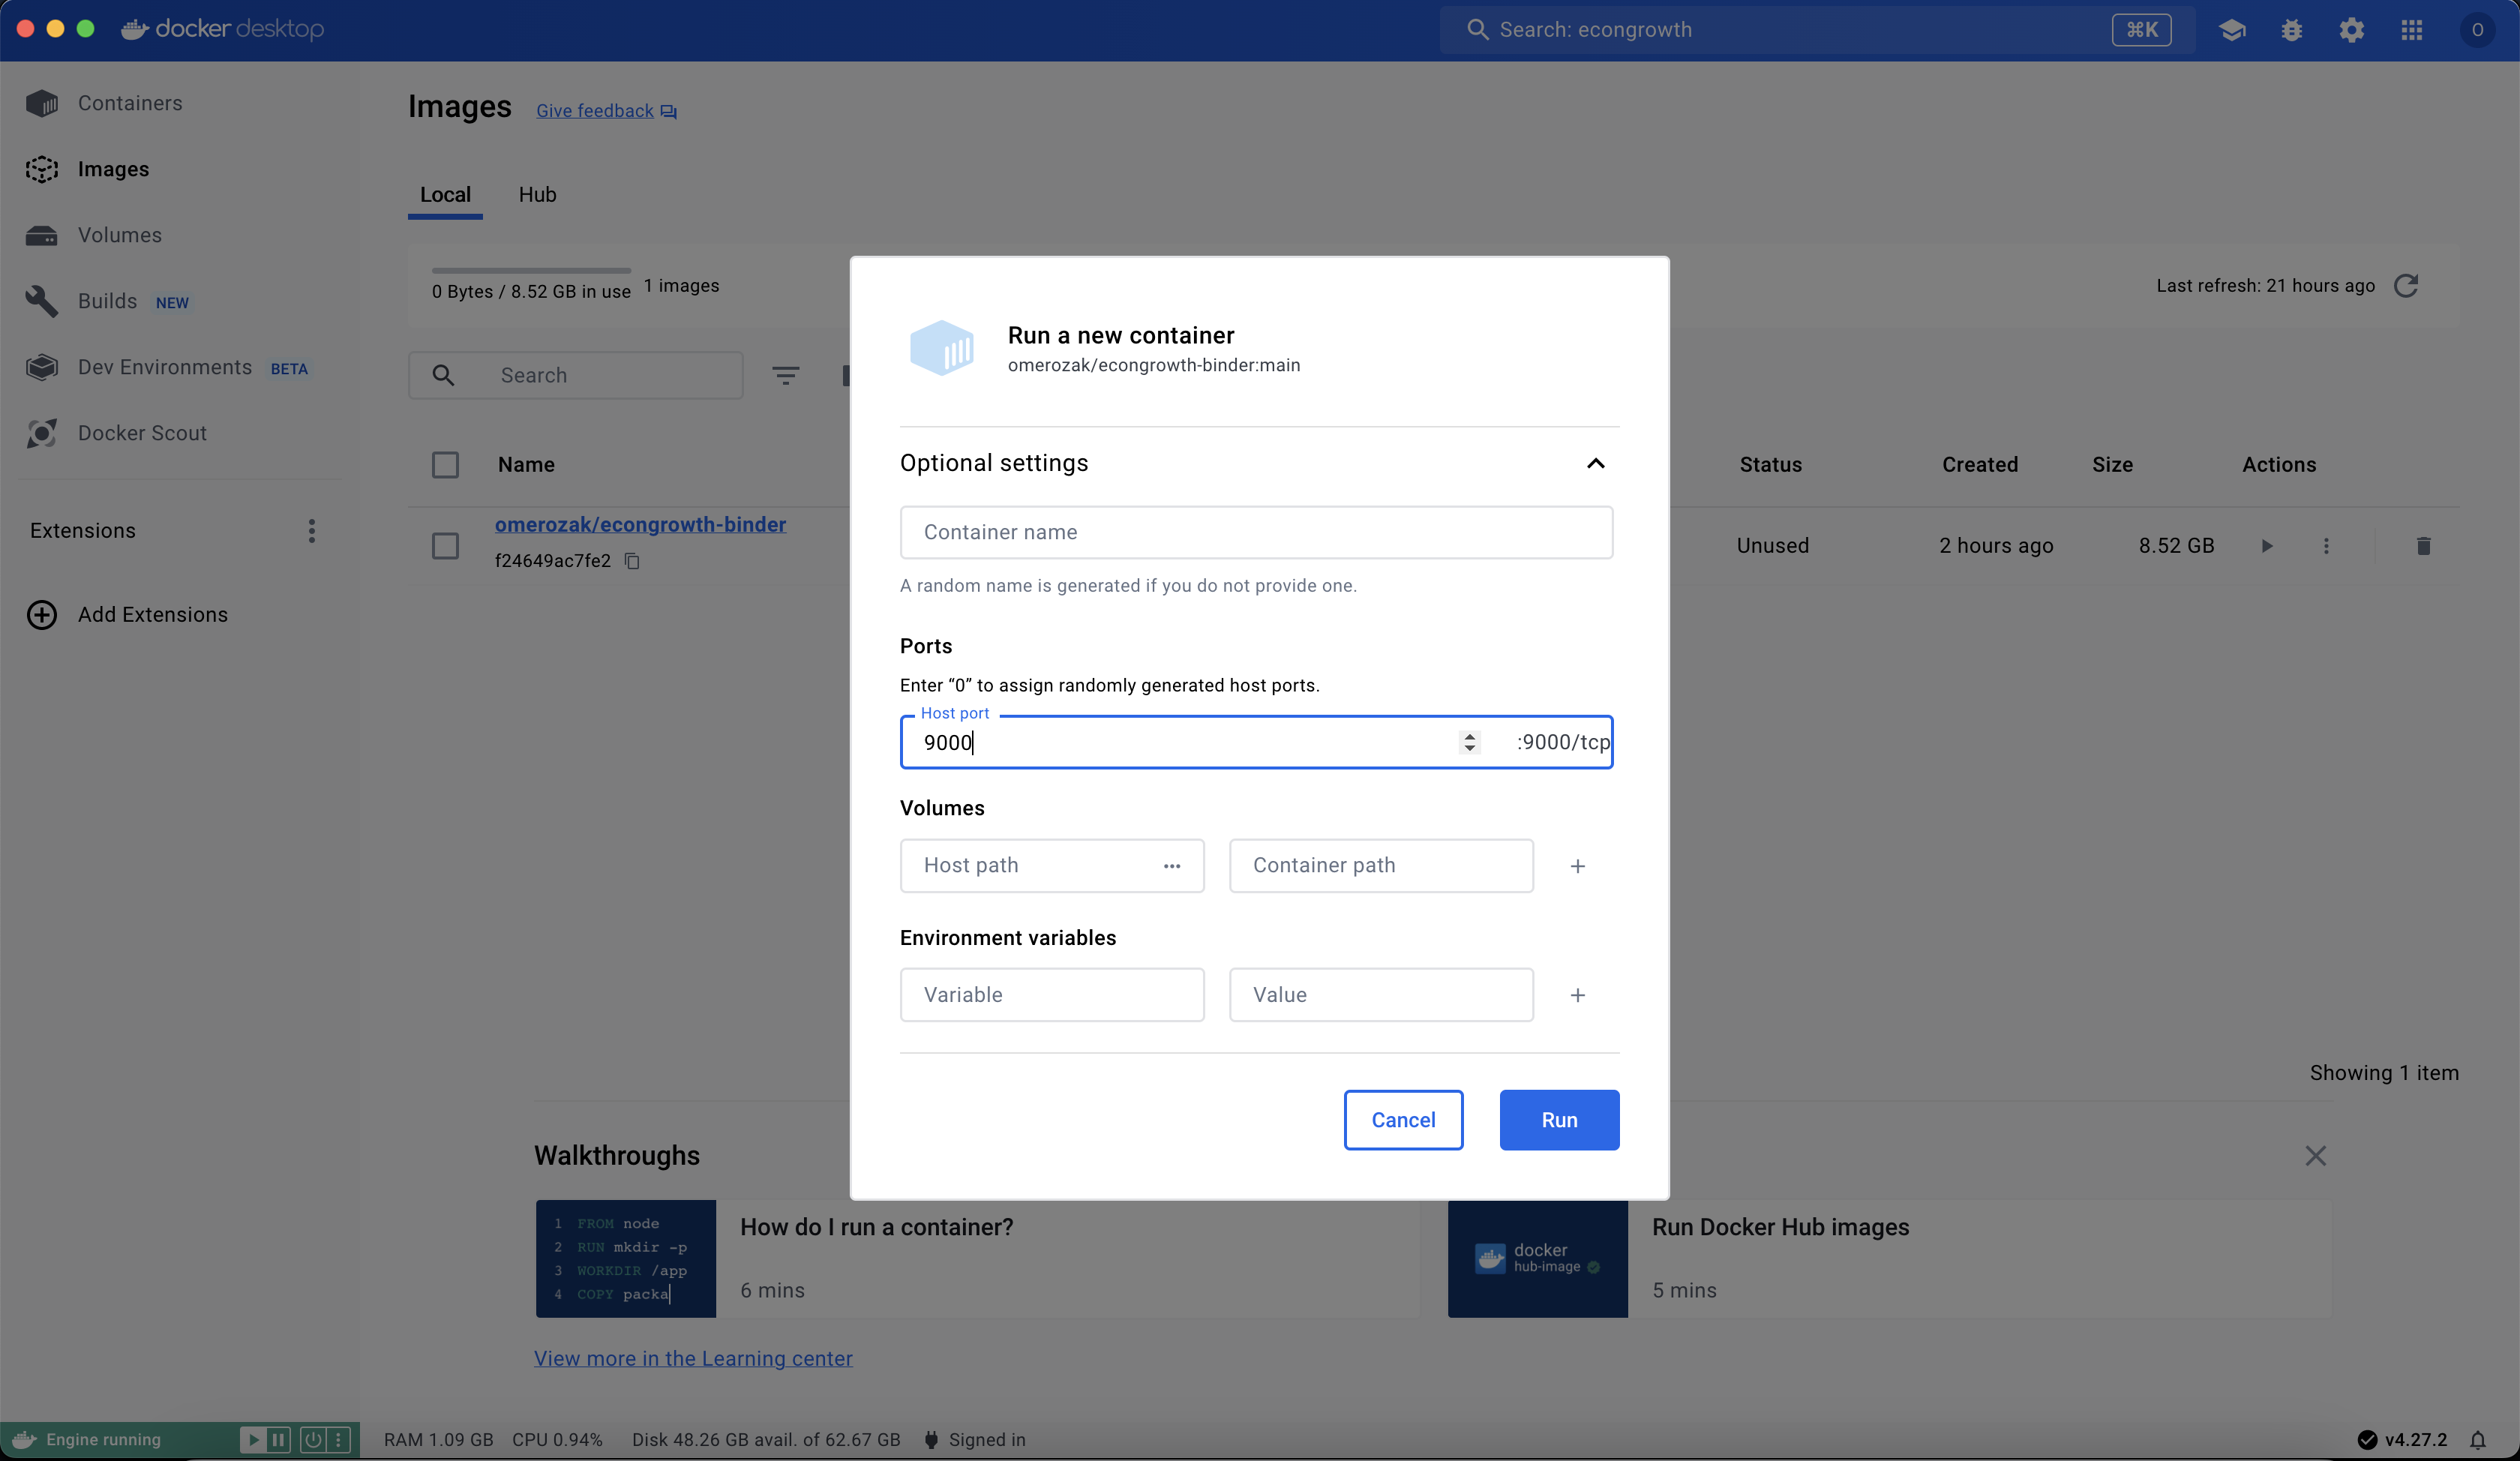 docker desktop
Search: econgrowth
⌘K
O
Containers
Images
Volumes
Builds NEW
Dev Environments BETA
Docker Scout
Extensions
Add Extensions
Images
Give feedback
Local
Hub
0 Bytes / 8.52 GB in use
1 images
Last refresh: 21 hours ago
Search
Name
Status
Created
Size
Actions
omerozak/econgrowth-binder
f24649ac7fe2
Unused
2 hours ago
8.52 GB
Run a new container
omerozak/econgrowth-binder:main
Optional settings
Container name
A random name is generated if you do not provide one.
Ports
Enter “0” to assign randomly generated host ports.
Host port
9000
:9000/tcp
Volumes
Host path
Container path
Environment variables
Variable
Value
Cancel
Run
Showing 1 item
Walkthroughs
1 FROM node
2 RUN mkdir -p
3 WORKDIR /app
4 COPY packa
How do I run a container?
6 mins
docker
hub-image
Run Docker Hub images
5 mins
View more in the Learning center
Engine running
RAM 1.09 GB
CPU 0.94%
Disk 48.26 GB avail. of 62.67 GB
Signed in
v4.27.2